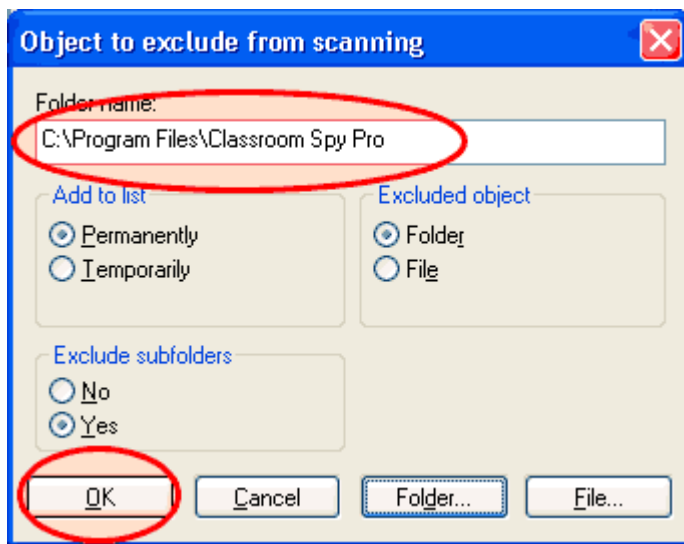 Object to exclude from scanning
Folder name:
C:\Program Files\Classroom Spy Pro
Add to list
Permanently
Temporarily
Excluded object
Folder
File
Exclude subfolders
No
Yes
OK
Cancel
Folder...
File...